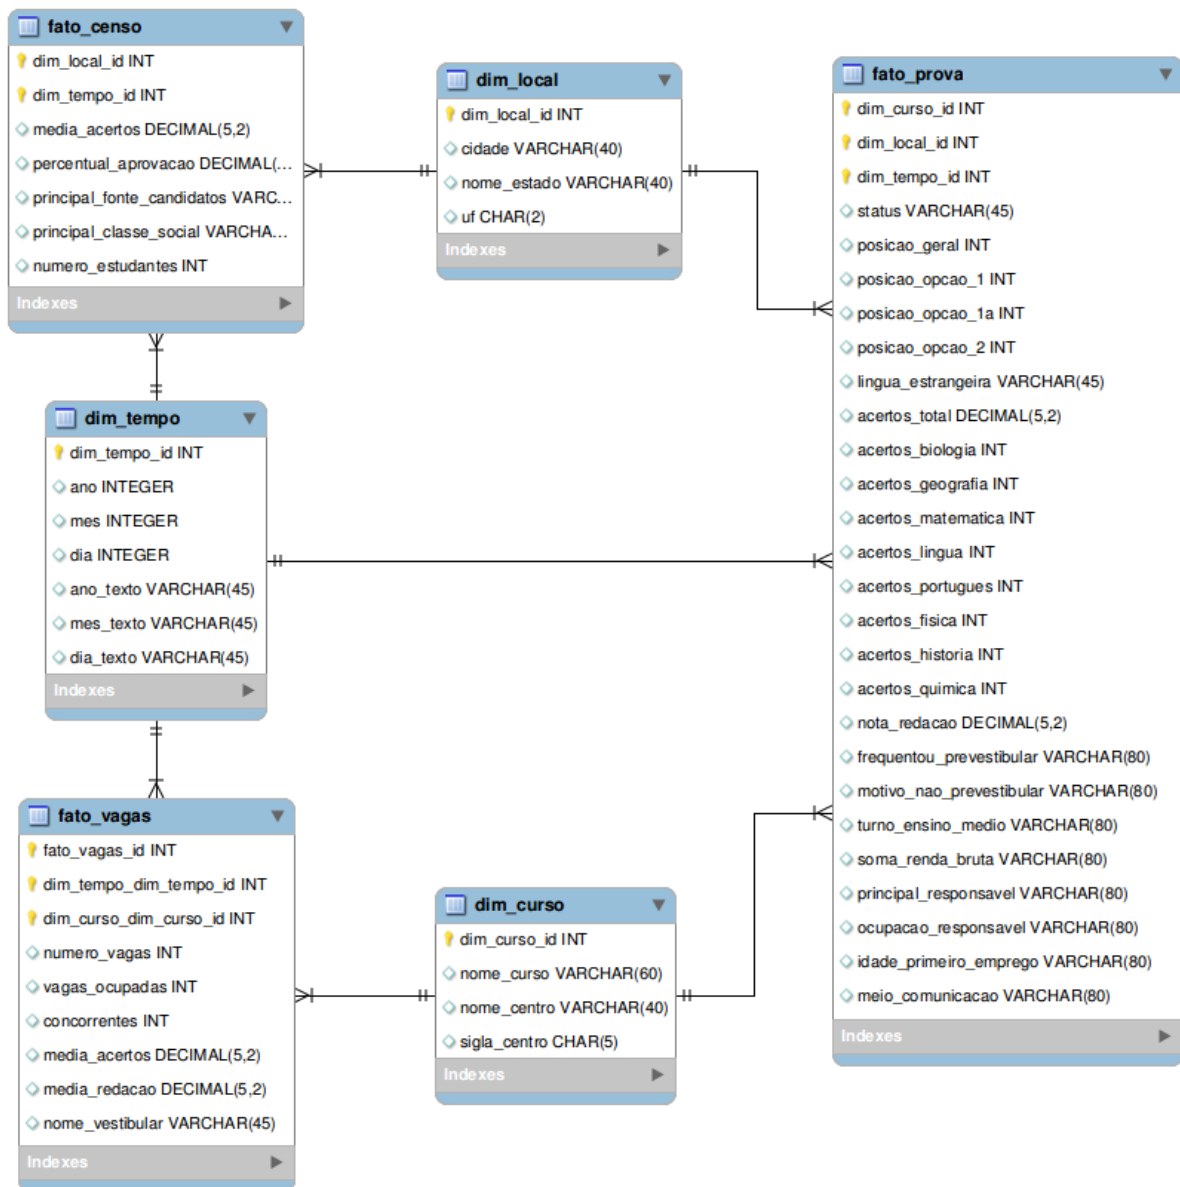 fato_censo
dim_local_id INT
dim_tempo_id INT
media_acertos DECIMAL(5,2)
percentual_aprovacao DECIMAL(...
principal_fonte_candidatos VARC...
principal_classe_social VARCHA...
numero_estudantes INT
Indexes
dim_local
dim_local_id INT
cidade VARCHAR(40)
nome_estado VARCHAR(40)
uf CHAR(2)
Indexes
fato_prova
dim_curso_id INT
dim_local_id INT
dim_tempo_id INT
status VARCHAR(45)
posicao_geral INT
posicao_opcao_1 INT
posicao_opcao_1a INT
posicao_opcao_2 INT
lingua_estrangeira VARCHAR(45)
acertos_total DECIMAL(5,2)
acertos_biologia INT
acertos_geografia INT
acertos_matematica INT
acertos_lingua INT
acertos_portugues INT
acertos_fisica INT
acertos_historia INT
acertos_quimica INT
nota_redacao DECIMAL(5,2)
frequentou_prevestibular VARCHAR(80)
motivo_nao_prevestibular VARCHAR(80)
turno_ensino_medio VARCHAR(80)
soma_renda_bruta VARCHAR(80)
principal_responsavel VARCHAR(80)
ocupacao_responsavel VARCHAR(80)
idade_primeiro_emprego VARCHAR(80)
meio_comunicacao VARCHAR(80)
Indexes
dim_tempo
dim_tempo_id INT
ano INTEGER
mes INTEGER
dia INTEGER
ano_texto VARCHAR(45)
mes_texto VARCHAR(45)
dia_texto VARCHAR(45)
Indexes
fato_vagas
fato_vagas_id INT
dim_tempo_dim_tempo_id INT
dim_curso_dim_curso_id INT
numero_vagas INT
vagas_ocupadas INT
concorrentes INT
media_acertos DECIMAL(5,2)
media_redacao DECIMAL(5,2)
nome_vestibular VARCHAR(45)
Indexes
dim_curso
dim_curso_id INT
nome_curso VARCHAR(60)
nome_centro VARCHAR(40)
sigla_centro CHAR(5)
Indexes